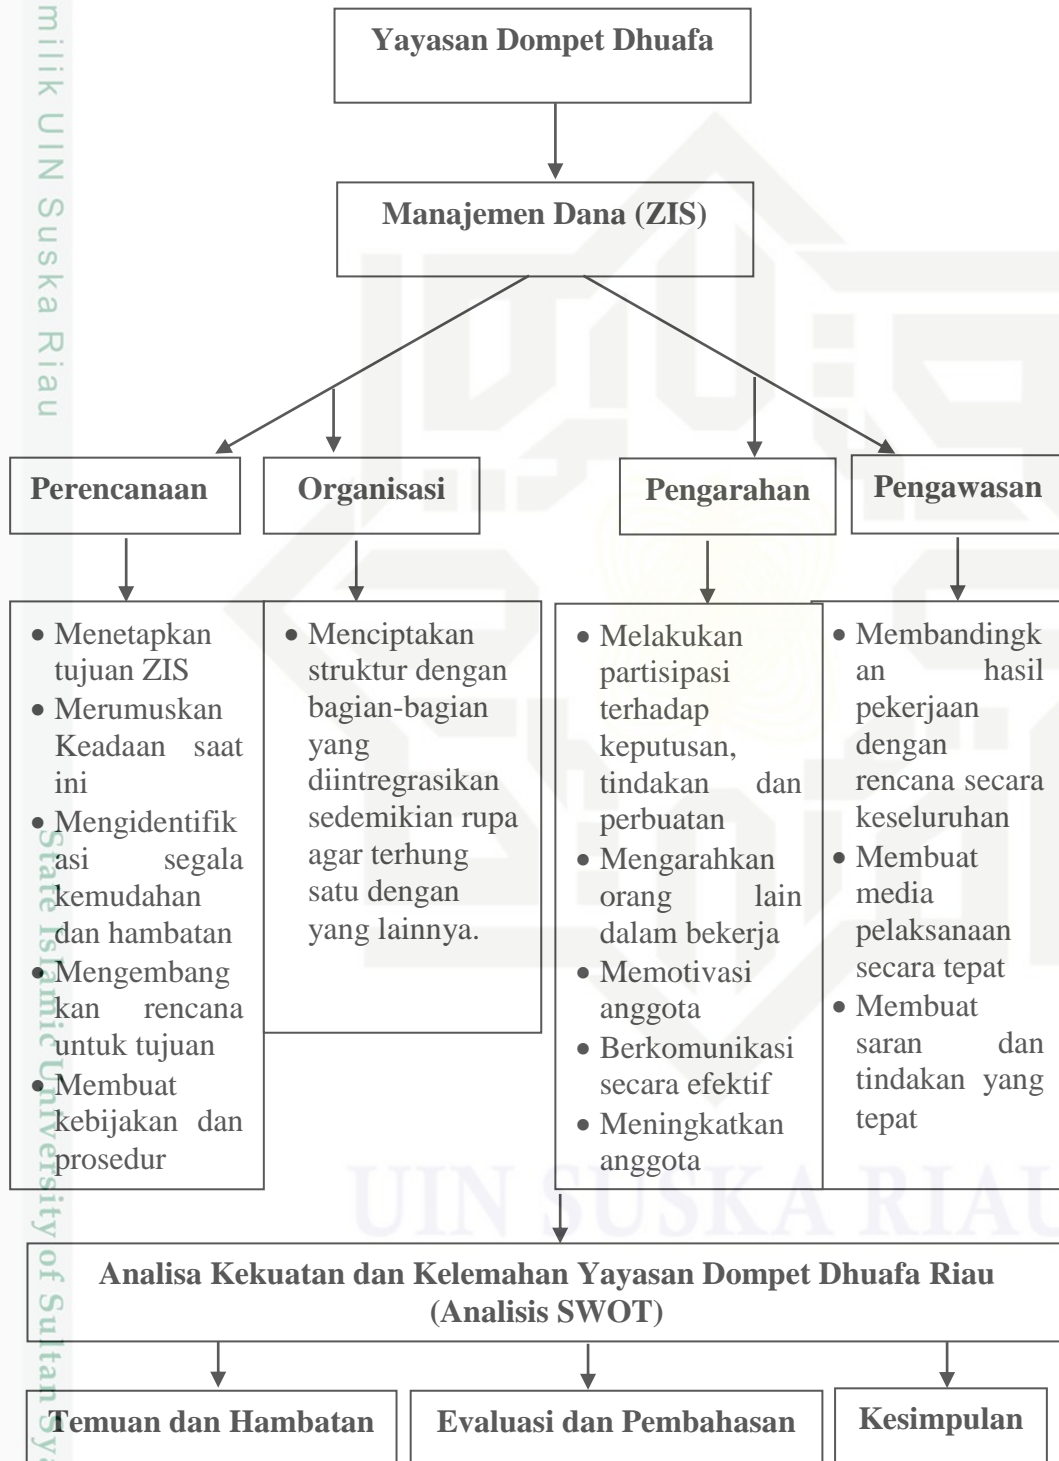 milik UIN Suska Riau
State Islamic University of Sultan Sya
Yayasan Dompet Dhuafa
Manajemen Dana (ZIS)
Perencanaan
Organisasi
Pengarahan
Pengawasan
• Menetapkan
tujuan ZIS
• Merumuskan
Keadaan saat
ini
• Mengidentifik
asi segala
kemudahan
dan hambatan
• Mengembang
kan rencana
untuk tujuan
• Membuat
kebijakan dan
prosedur
• Menciptakan
struktur dengan
bagian-bagian
yang
diintregrasikan
sedemikian rupa
agar terhung
satu dengan
yang lainnya.
• Melakukan
partisipasi
terhadap
keputusan,
tindakan dan
perbuatan
• Mengarahkan
orang lain
dalam bekerja
• Memotivasi
anggota
• Berkomunikasi
secara efektif
• Meningkatkan
anggota
• Membandingk
an hasil
pekerjaan
dengan
rencana secara
keseluruhan
• Membuat
media
pelaksanaan
secara tepat
• Membuat
saran dan
tindakan yang
tepat
UIN SUSKA RIAU
Analisa Kekuatan dan Kelemahan Yayasan Dompet Dhuafa Riau
(Analisis SWOT)
Temuan dan Hambatan
Evaluasi dan Pembahasan
Kesimpulan